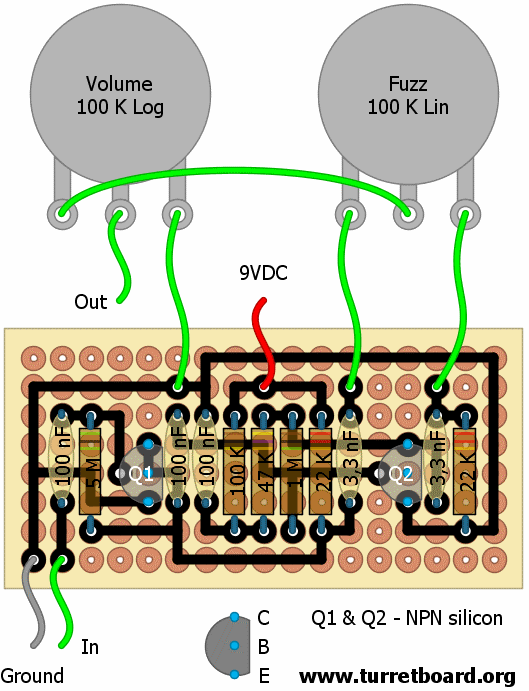 Volume
100 K Log
Fuzz
100 K Lin
9VDC
Out
100 nF
5 M
Q1
100 nF
100 nF
100 K
47 K
1 M
22 K
3,3 nF
Q2
3,3 nF
22 K
In
Ground
C
B
E
Q1 & Q2 - NPN silicon
www.turretboard.org